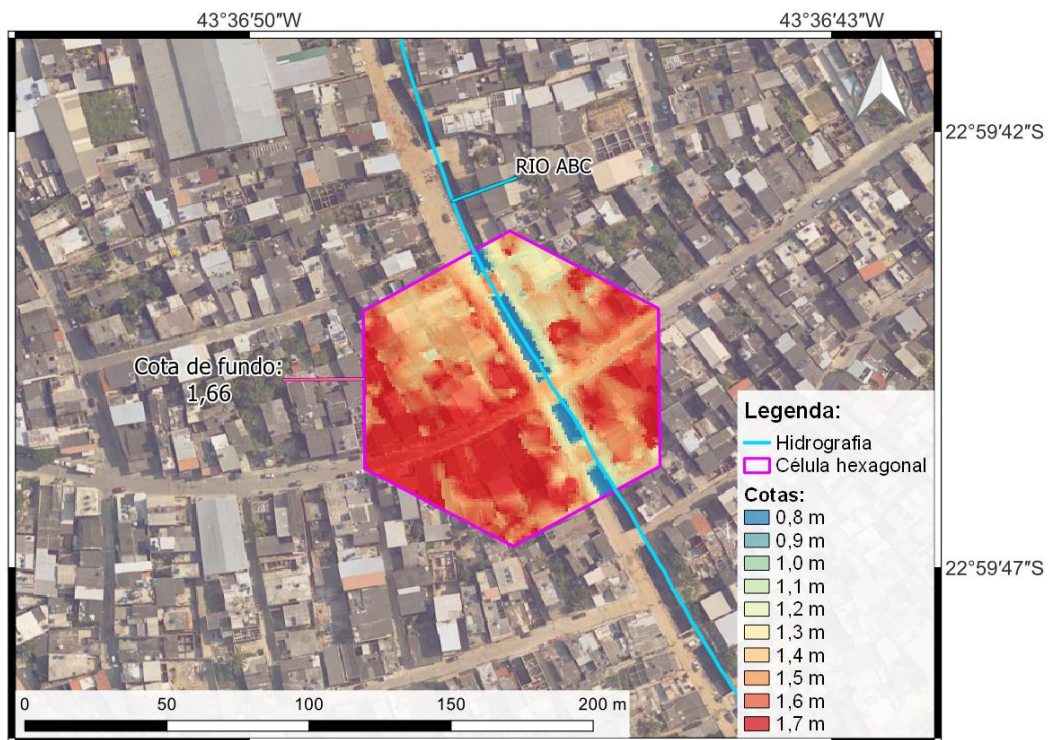 43°36′50″W
43°36′43″W
22°59′42″S
RIO ABC
Cota de fundo:
1,66
Legenda:
Hidrografia
Célula hexagonal
Cotas:
0,8 m
0,9 m
1,0 m
1,1 m
1,2 m
1,3 m
1,4 m
1,5 m
1,6 m
1,7 m
22°59′47″S
0 50 100 150 200 m